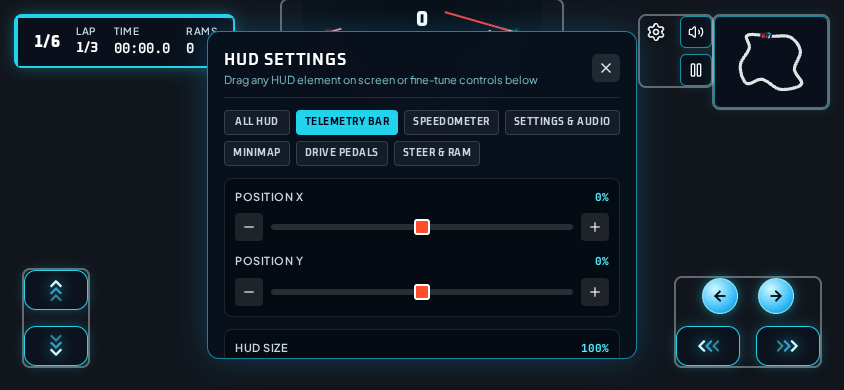 0
1/6
LAP
1/3
TIME
00:00.0
RAMS
0
HUD SETTINGS
Drag any HUD element on screen or fine-tune controls below
ALL HUD
TELEMETRY BAR
SPEEDOMETER
SETTINGS & AUDIO
MINIMAP
DRIVE PEDALS
STEER & RAM
POSITION X
0%
POSITION Y
0%
HUD SIZE
100%